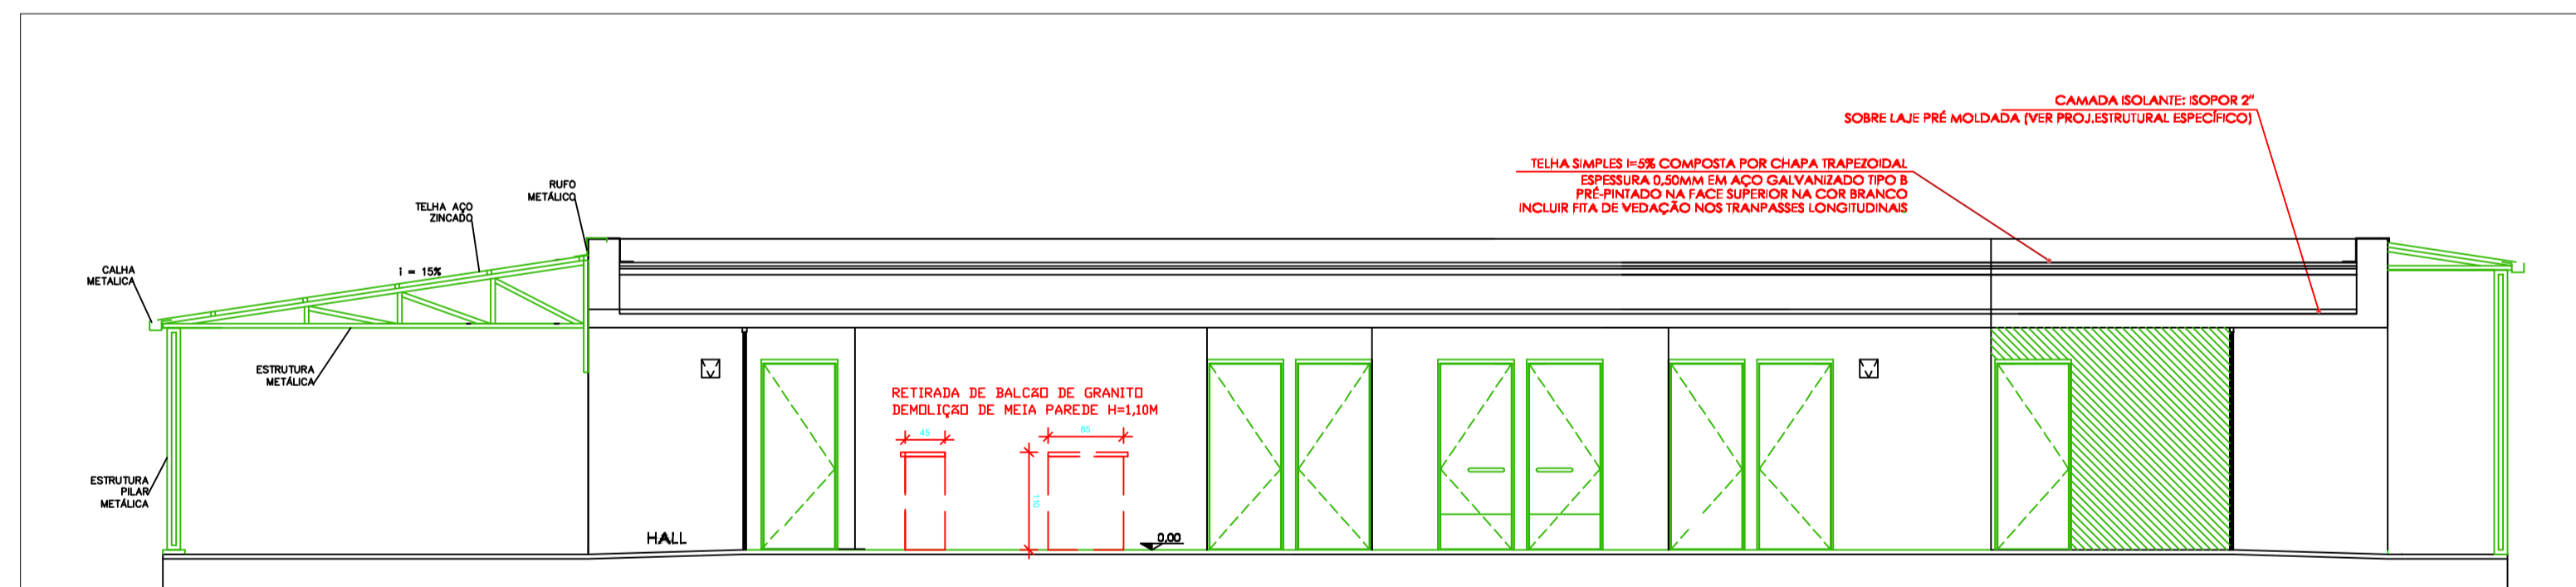 CAMADA ISOLANTE: ISOPOR 2"
SOBRE LAJE PRÉ MOLDADA (VER PROJ.ESTRUTURAL ESPECÍFICO)
TELHA SIMPLES I=5% COMPOSTA POR CHAPA TRAPEZOIDAL
ESPESSURA 0,50MM EM AÇO GALVANIZADO TIPO B
PRÉ-PINTADO NA FACE SUPERIOR NA COR BRANCO
INCLUIR FITA DE VEDAÇÃO NOS TRANPASSES LONGITUDINAIS
RUFO
METÁLICO
TELHA AÇO
ZINCADO
CALHA
METALICA
i = 15%
ESTRUTURA
METÁLICA
RETIRADA DE BALCÃO DE GRANITO
DEMOLIÇÃO DE MEIA PAREDE H=1,10M
45
85
110
ESTRUTURA
PILAR
METÁLICA
HALL
0.00